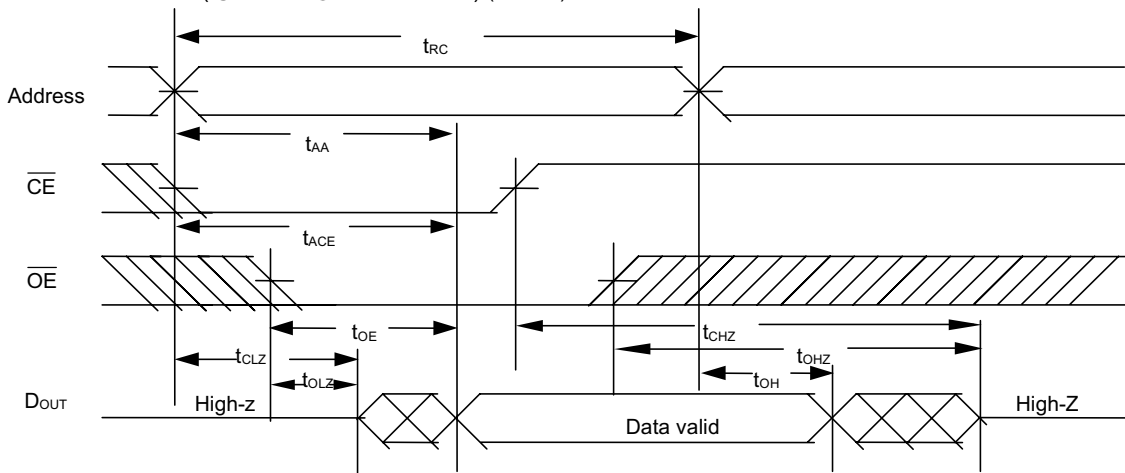 tRC
Address
tAA
CE
tACE
OE
tOE
tCHZ
tCLZ
tOHZ
tOLZ
tOH
DOUT
High-z
Data valid
High-Z